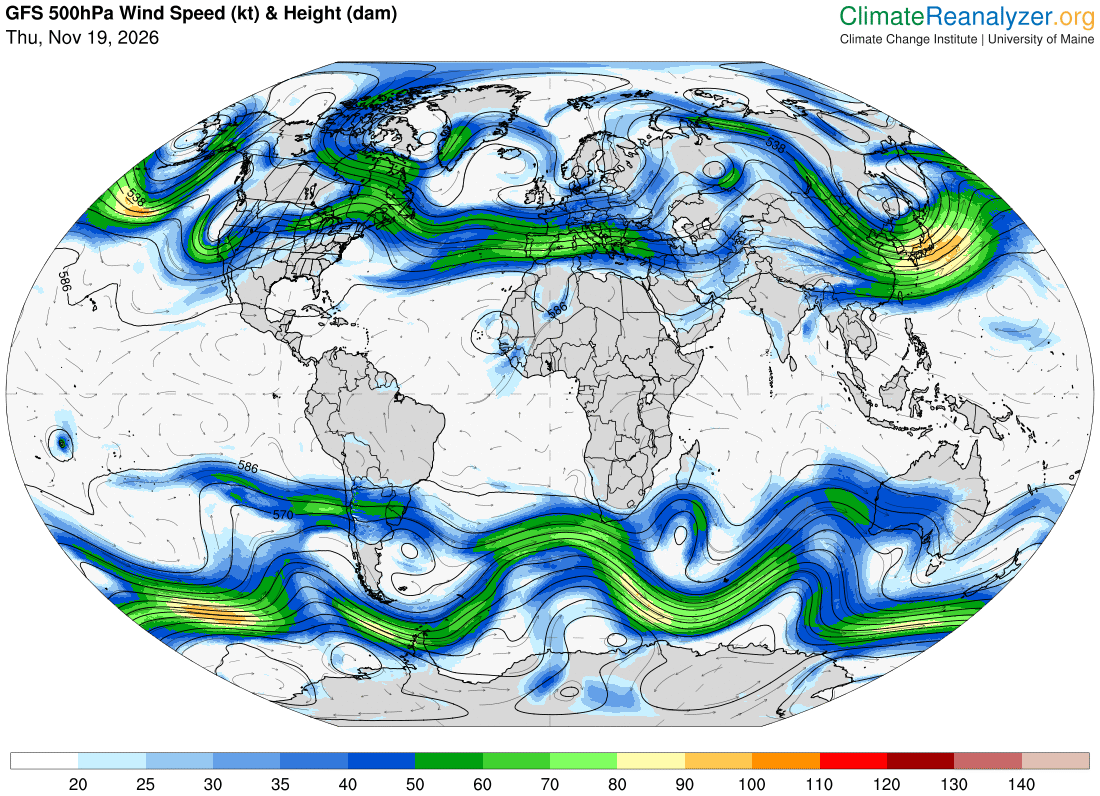 GFS 500hPa Wind Speed (kt) & Height (dam)
Thu, Nov 19, 2026
ClimateReanalyzer.org
Climate Change Institute | University of Maine
538
538
586
586
586
570
20 25 30 35 40 50 60 70 80 90 100 110 120 130 140